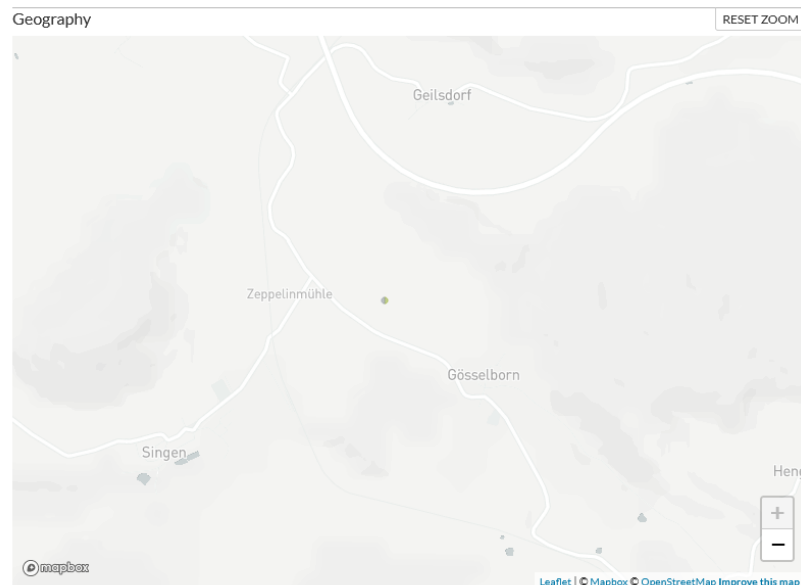 Geography
RESET ZOOM
Geilsdorf
Zeppelinmühle
Gösselborn
Singen
Heng
+
−
mapbox
Leaflet | © Mapbox © OpenStreetMap Improve this map